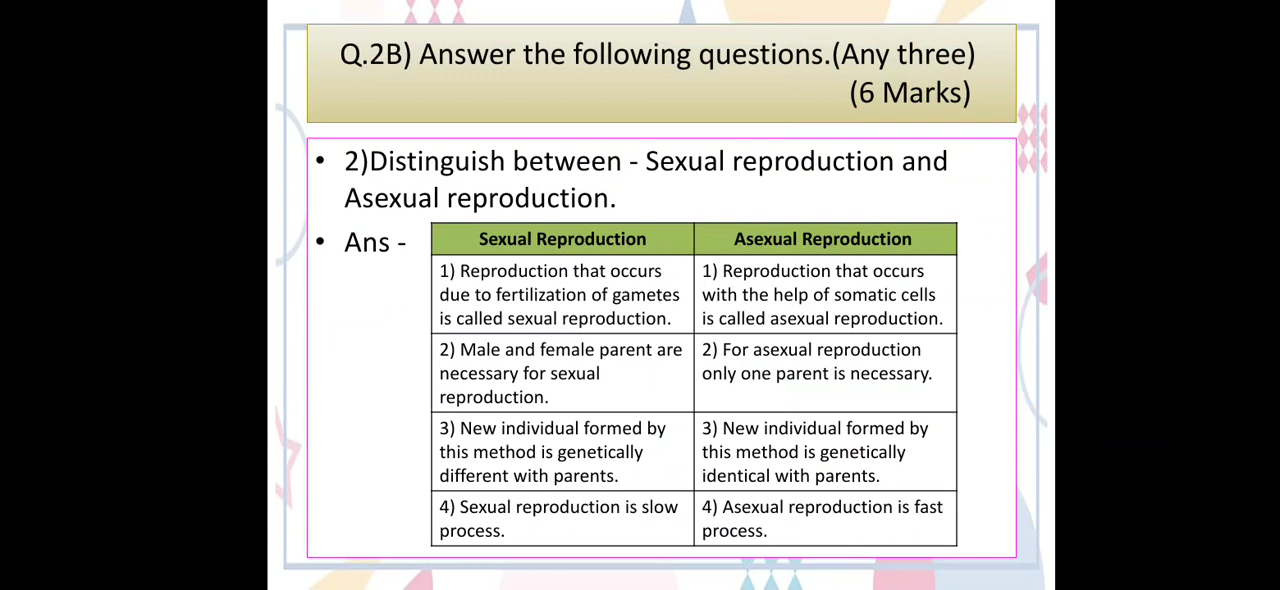 Q.2B) Answer the following questions.(Any three)
(6 Marks)
• 2)Distinguish between - Sexual reproduction and
Asexual reproduction.
• Ans -
Sexual Reproduction
Asexual Reproduction
1) Reproduction that occurs
due to fertilization of gametes
is called sexual reproduction.
1) Reproduction that occurs
with the help of somatic cells
is called asexual reproduction.
2) Male and female parent are
necessary for sexual
reproduction.
2) For asexual reproduction
only one parent is necessary.
3) New individual formed by
this method is genetically
different with parents.
3) New individual formed by
this method is genetically
identical with parents.
4) Sexual reproduction is slow
process.
4) Asexual reproduction is fast
process.